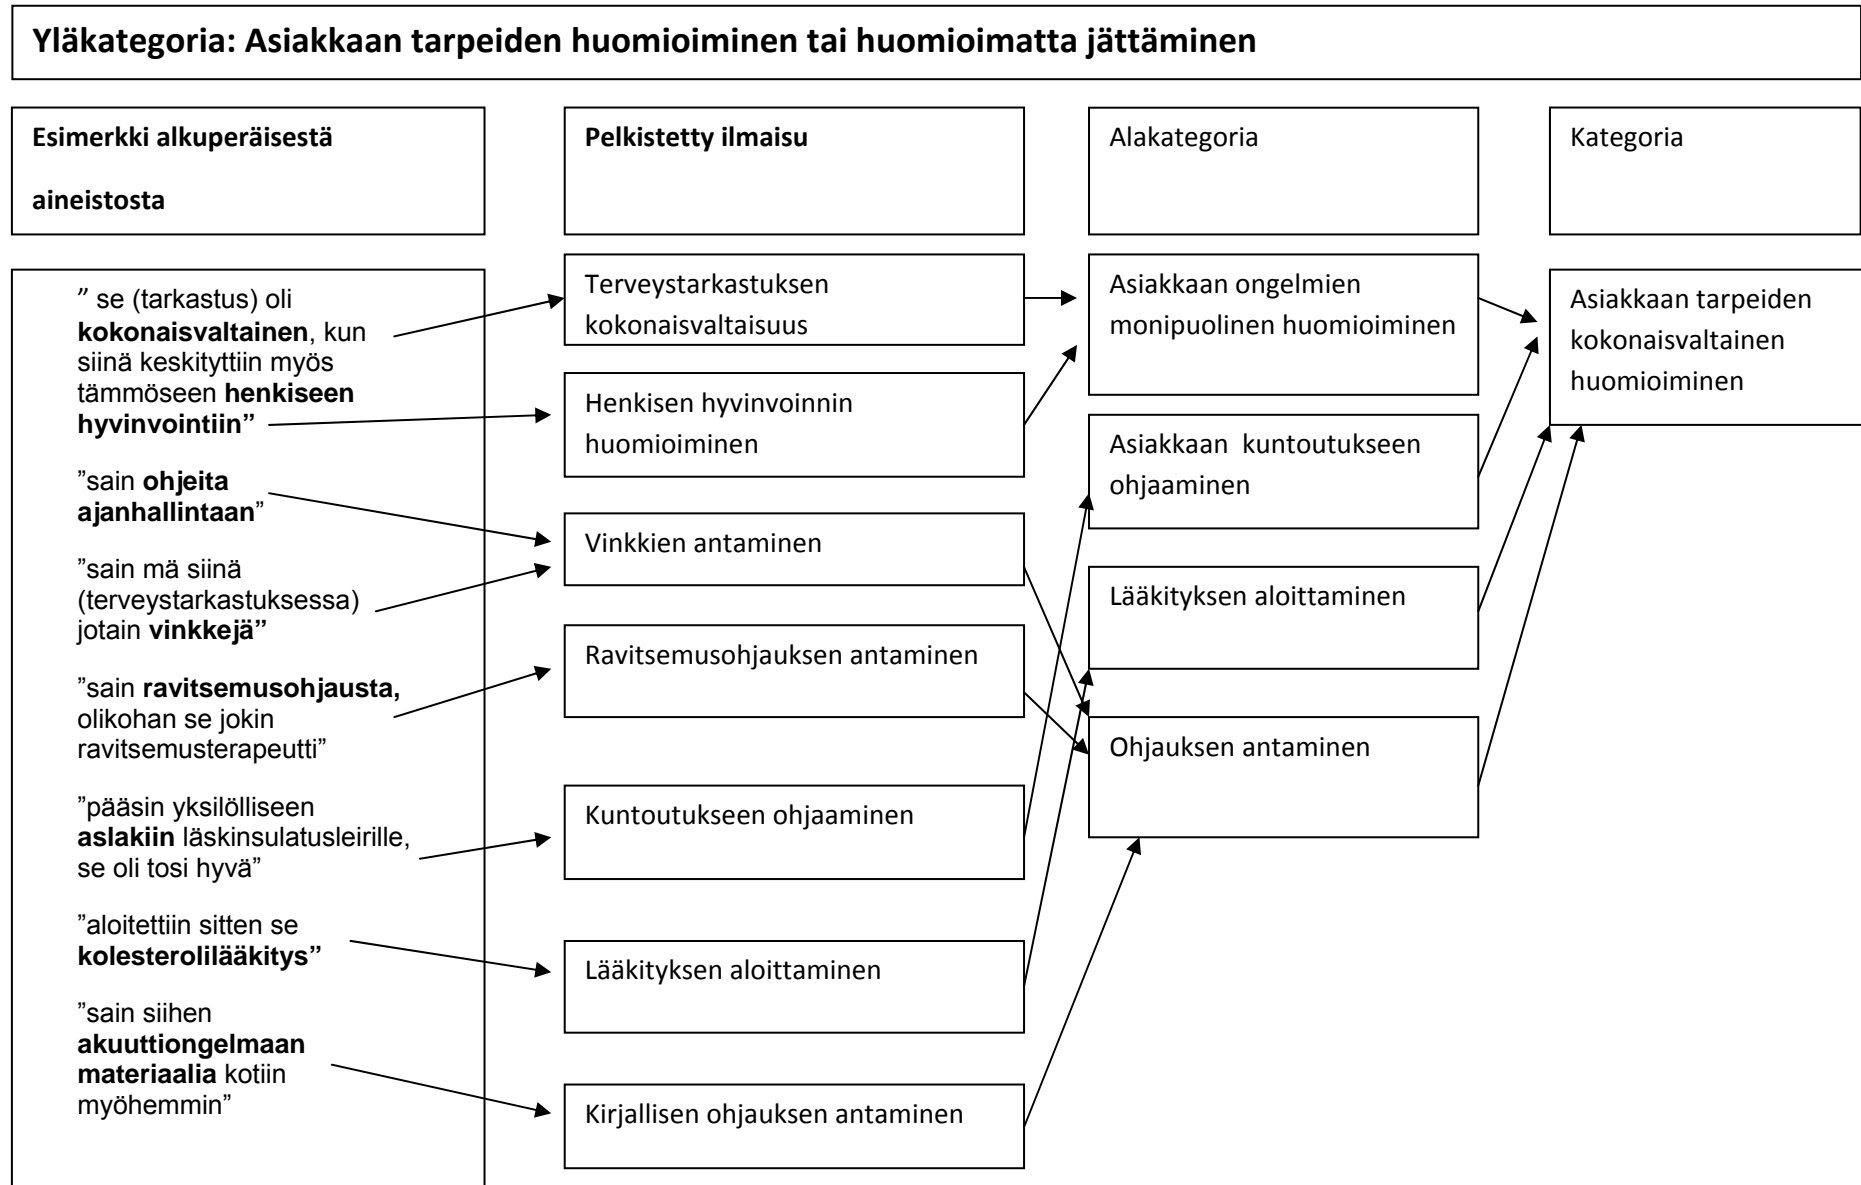 Yläkategoria: Asiakkaan tarpeiden huomioiminen tai huomioimatta jättäminen
Esimerkki alkuperäisestä
aineistosta
Pelkistetty ilmaisu
Alakategoria
Kategoria
” se (tarkastus) oli
kokonaisvaltainen, kun
siinä keskityttiin myös
tämmöseen henkiseen
hyvinvointiin”
”sain ohjeita
ajanhallintaan”
”sain mä siinä
(terveystarkastuksessa)
jotain vinkkejä”
”sain ravitsemusohjausta,
olikohan se jokin
ravitsemusterapeutti”
”pääsin yksilölliseen
aslakiin läskinsulatusleirille,
se oli tosi hyvä”
”aloitettiin sitten se
kolesterolilääkitys”
”sain siihen
akuuttiongelmaan
materiaalia kotiin
myöhemmin”
Terveystarkastuksen
kokonaisvaltaisuus
Henkisen hyvinvoinnin
huomioiminen
Vinkkien antaminen
Ravitsemusohjauksen antaminen
Kuntoutukseen ohjaaminen
Lääkityksen aloittaminen
Kirjallisen ohjauksen antaminen
Asiakkaan ongelmien
monipuolinen huomioiminen
Asiakkaan kuntoutukseen
ohjaaminen
Lääkityksen aloittaminen
Ohjauksen antaminen
Asiakkaan tarpeiden
kokonaisvaltainen
huomioiminen